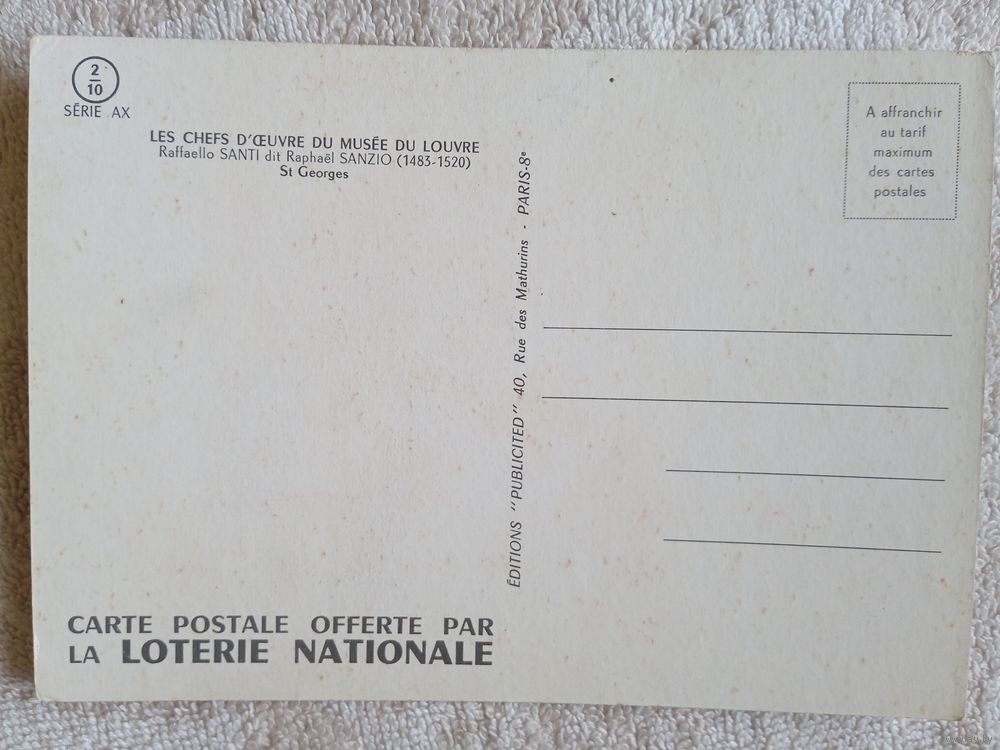 2
10
SÉRIE AX
LES CHEFS D'ŒUVRE DU MUSÉE DU LOUVRE
Raffaello SANTI dit Raphaël SANZIO (1483-1520)
St Georges
A affranchir
au tarif
maximum
des cartes
postales
ÉDITIONS "PUBLICITED" 40, Rue des Mathurins - PARIS-8e
CARTE POSTALE OFFERTE PAR
LA LOTERIE NATIONALE